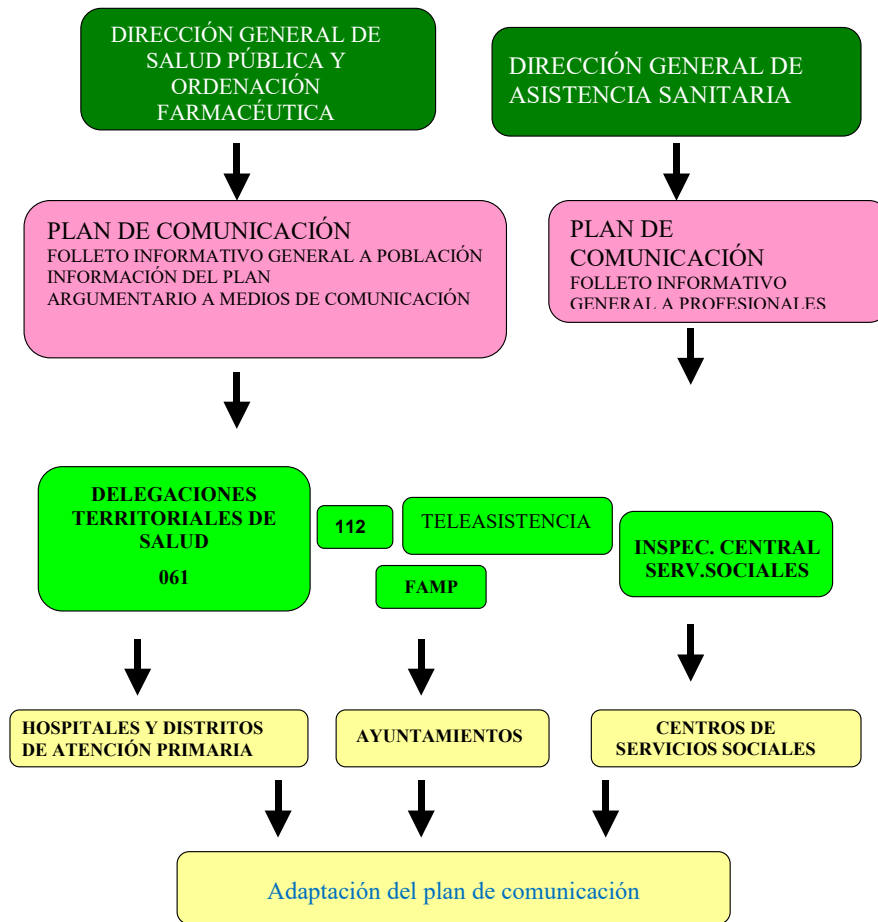 DIRECCIÓN GENERAL DE
SALUD PÚBLICA Y
ORDENACIÓN
FARMACÉUTICA
DIRECCIÓN GENERAL DE
ASISTENCIA SANITARIA
PLAN DE COMUNICACIÓN
FOLLETO INFORMATIVO GENERAL A POBLACIÓN
INFORMACIÓN DEL PLAN
ARGUMENTARIO A MEDIOS DE COMUNICACIÓN
PLAN DE
COMUNICACIÓN
FOLLETO INFORMATIVO
GENERAL A PROFESIONALES
DELEGACIONES
TERRITORIALES DE
SALUD
061
112
TELEASISTENCIA
FAMP
INSPEC. CENTRAL
SERV.SOCIALES
HOSPITALES Y DISTRITOS
DE ATENCIÓN PRIMARIA
AYUNTAMIENTOS
CENTROS DE
SERVICIOS SOCIALES
Adaptación del plan de comunicación